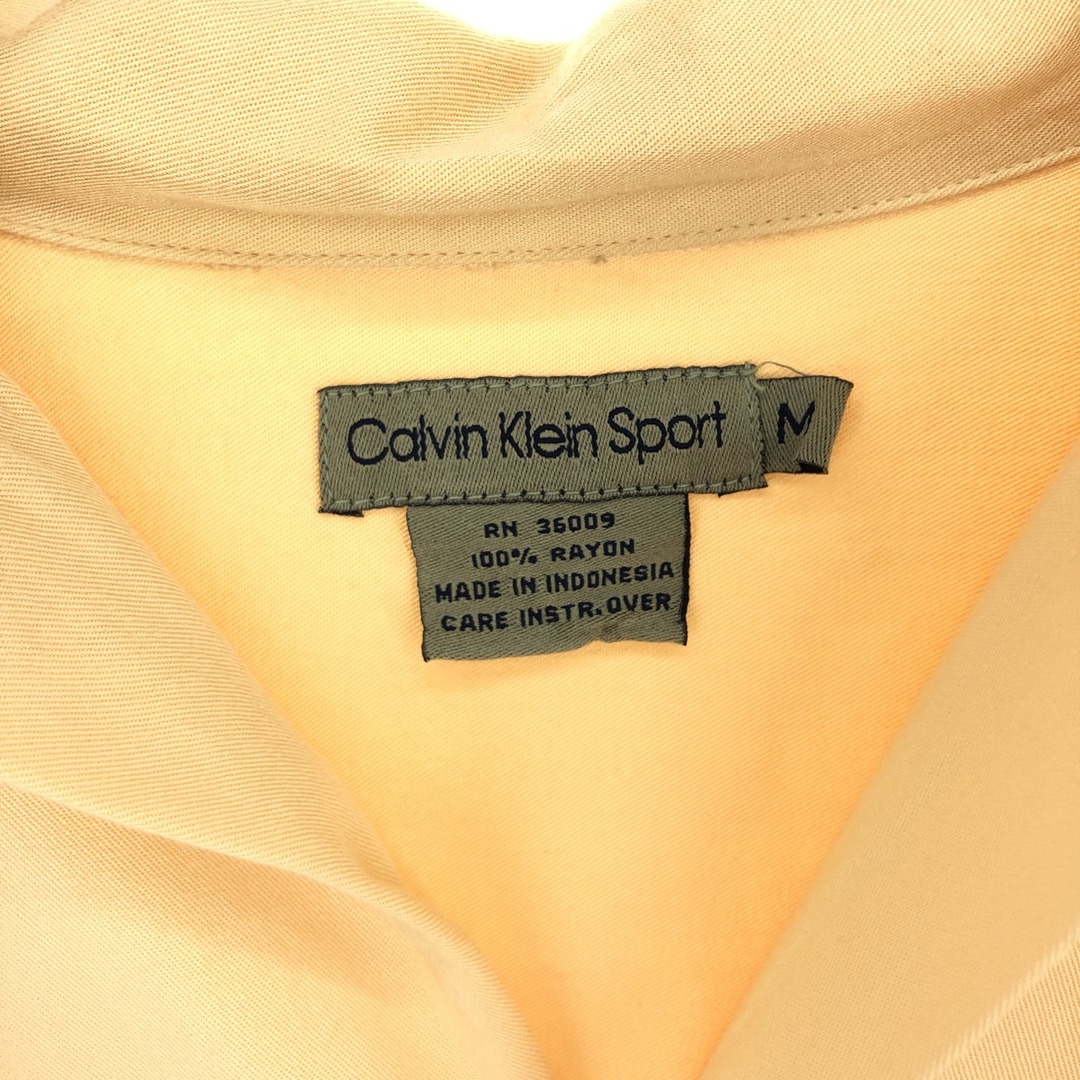 Calvin Klein Sport
M
RN 36009
100% RAYON
MADE IN INDONESIA
CARE INSTR. OVER